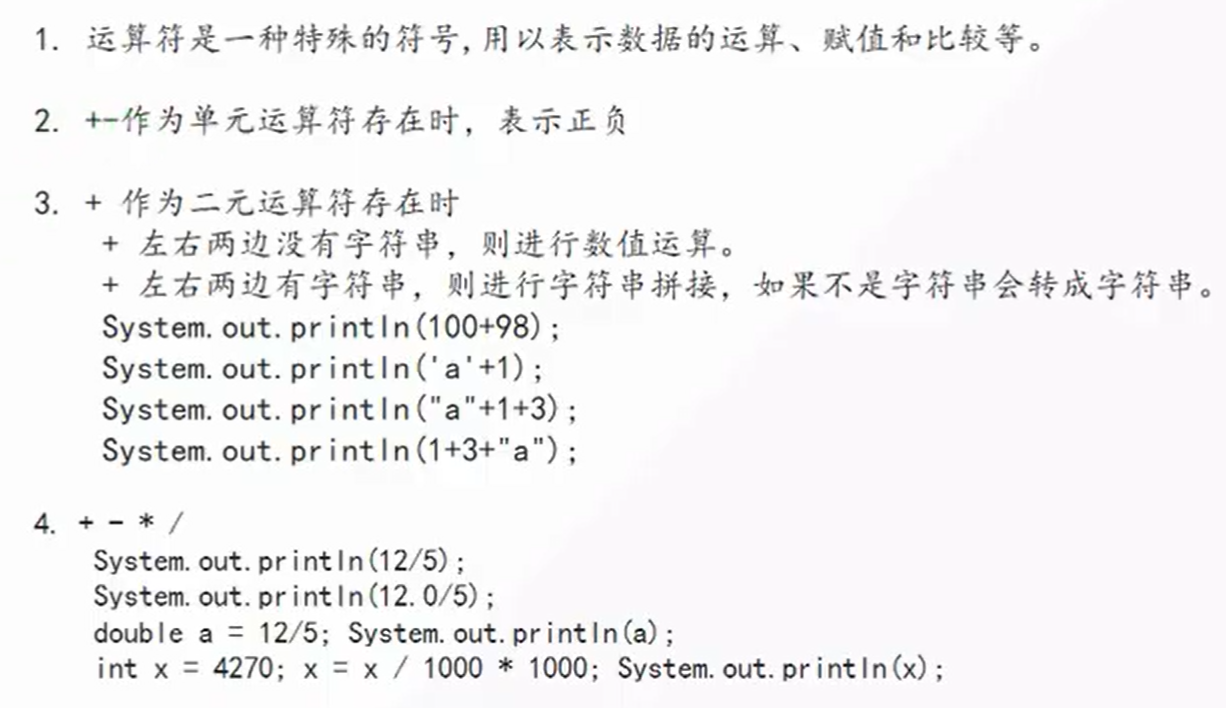 1. 运算符是一种特殊的符号,用以表示数据的运算、赋值和比较等。
2. +-作为单元运算符存在时，表示正负
3. + 作为二元运算符存在时
+ 左右两边没有字符串，则进行数值运算。
+ 左右两边有字符串，则进行字符串拼接，如果不是字符串会转成字符串。
System.out.println(100+98);
System.out.println('a'+1);
System.out.println("a"+1+3);
System.out.println(1+3+"a");
4. + - * /
System.out.println(12/5);
System.out.println(12.0/5);
double a = 12/5; System.out.println(a);
int x = 4270; x = x / 1000 * 1000; System.out.println(x);